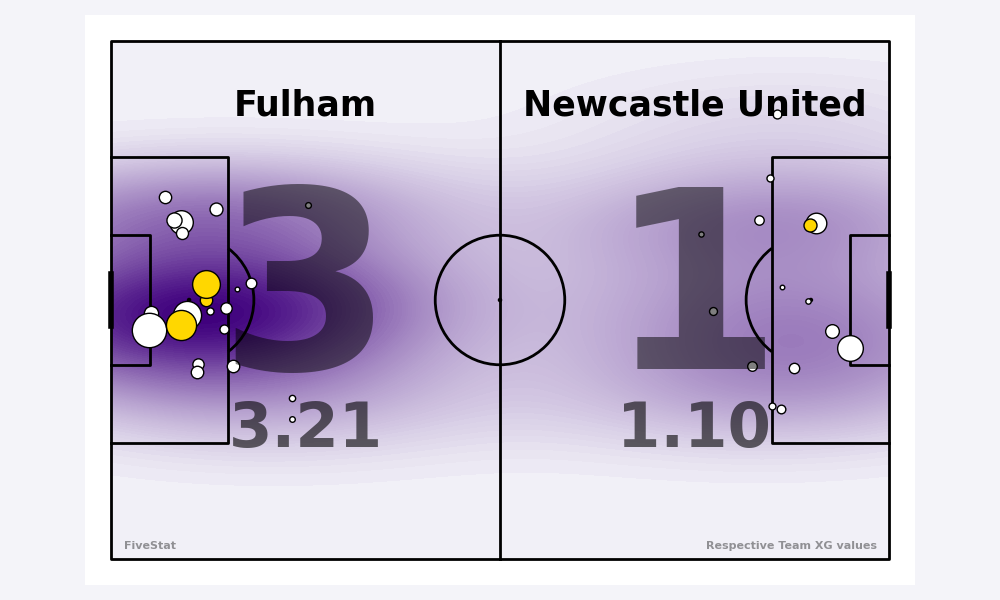 Fulham
Newcastle United
3
1
3.21
1.10
FiveStat
Respective Team XG values